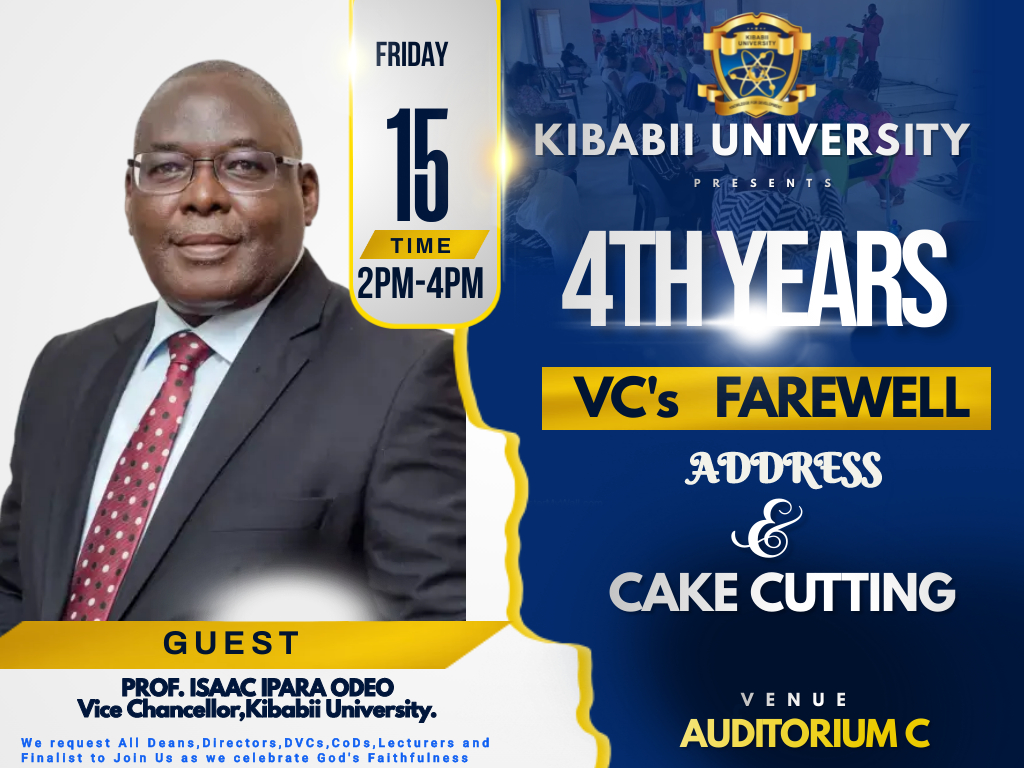 FRIDAY
15
TIME
2PM-4PM
KIBABII
UNIVERSITY
KIBABII UNIVERSITY
PRESENTS
4TH YEARS
VC's FAREWELL
ADDRESS
&
CAKE CUTTING
VENUE
AUDITORIUM C
GUEST
PROF. ISAAC IPARA ODEO
Vice Chancellor,Kibabii University.
We request All Deans,Directors,DVCs,CoDs,Lecturers and
Finalist to Join Us as we celebrate God's Faithfulness